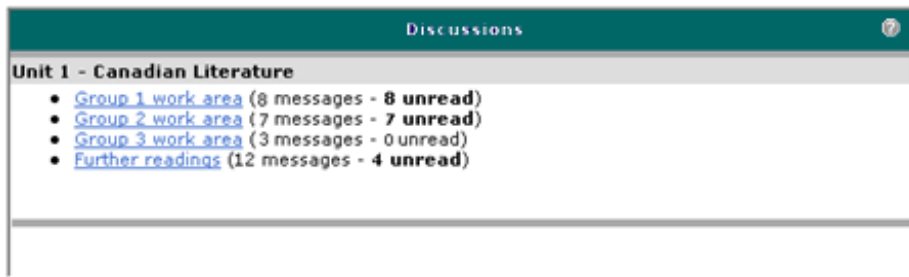 Discussions
?
Unit 1 - Canadian Literature
• Group 1 work area (8 messages - 8 unread)
• Group 2 work area (7 messages - 7 unread)
• Group 3 work area (3 messages - 0 unread)
• Further readings (12 messages - 4 unread)